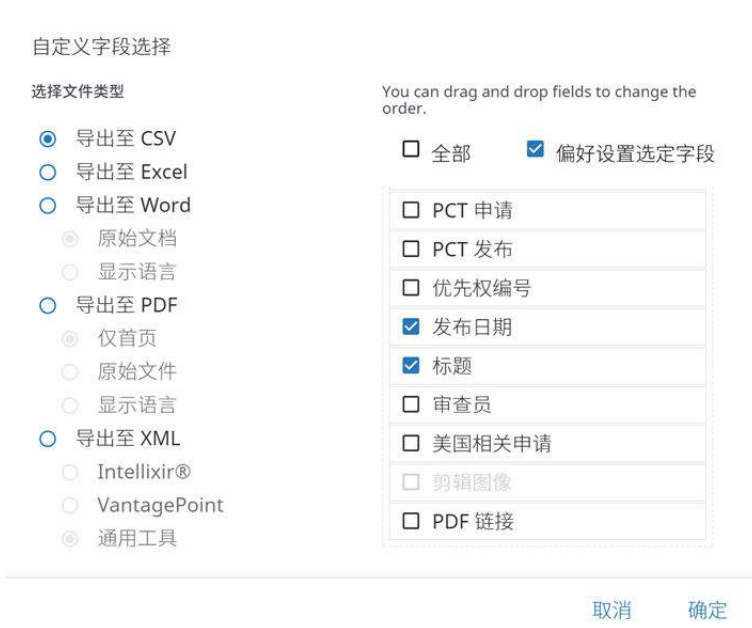 自定义字段选择
选择文件类型
导出至 CSV
导出至 Excel
导出至 Word
原始文档
显示语言
导出至 PDF
仅首页
原始文件
显示语言
导出至 XML
Intellixir®
VantagePoint
通用工具
You can drag and drop fields to change the
order.
全部 偏好设置选定字段
PCT 申请
PCT 发布
优先权编号
发布日期
标题
审查员
美国相关申请
剪辑图像
PDF 链接
取消 确定